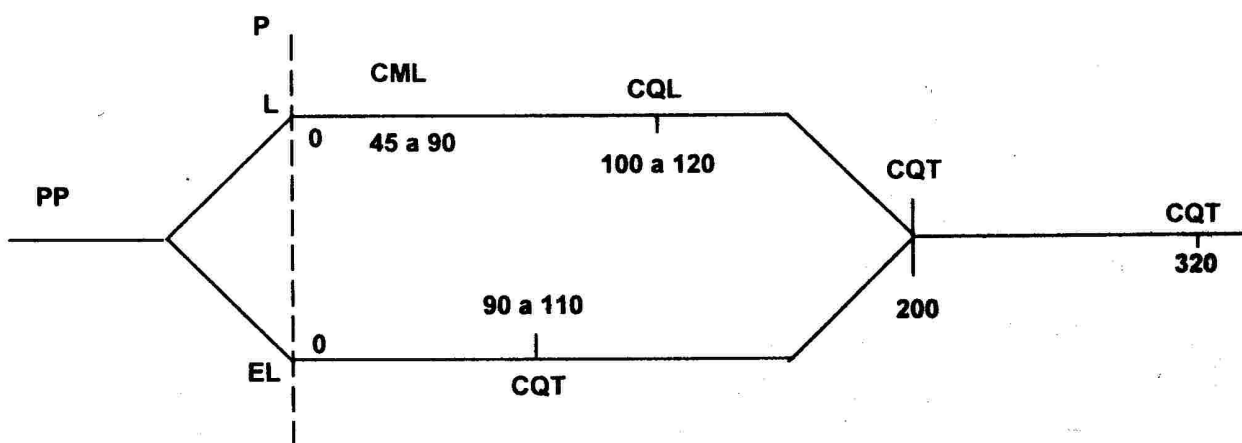 P
CML
CQL
L
0
45 a 90
100 a 120
CQT
PP
CQT
320
90 a 110
200
0
EL
CQT